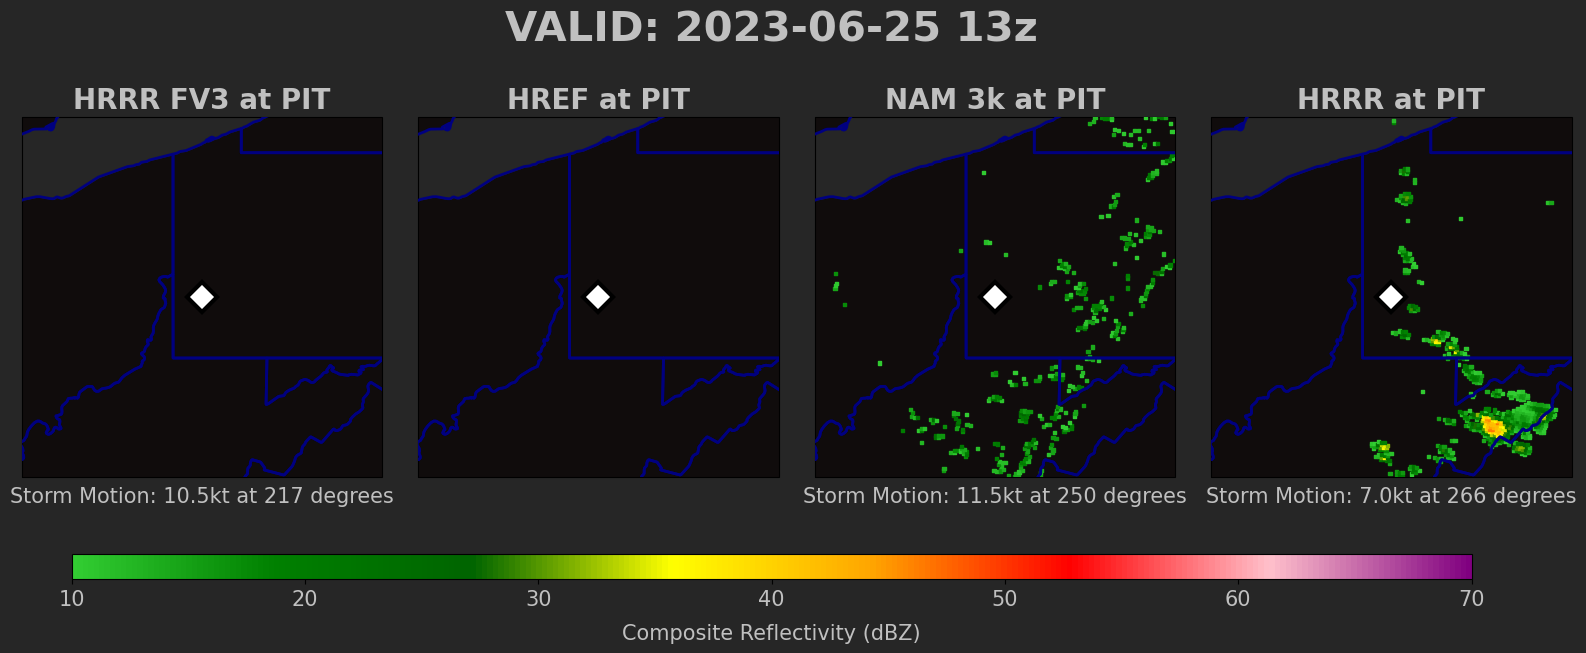 VALID: 2023-06-25 13z
HRRR FV3 at PIT
HREF at PIT
NAM 3k at PIT
HRRR at PIT
Storm Motion: 10.5kt at 217 degrees
Storm Motion: 11.5kt at 250 degrees
Storm Motion: 7.0kt at 266 degrees
10 20 30 40 50 60 70
Composite Reflectivity (dBZ)